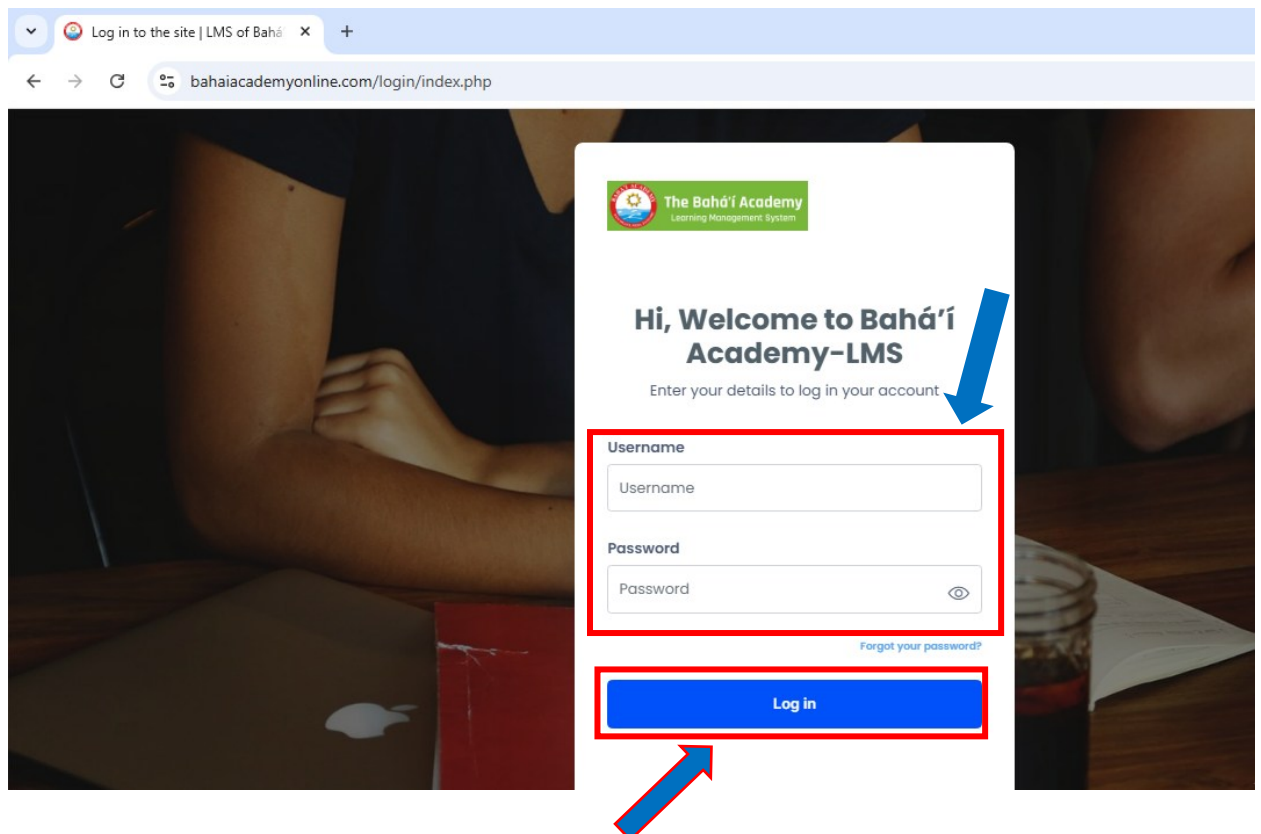 Log in to the site | LMS of Bahá
bahaiacademyonline.com/login/index.php
The Bahá'í Academy
Learning Management System
Hi, Welcome to Bahá'í
Academy-LMS
Enter your details to log in your account
Username
Username
Password
Password
Forgot your password?
Log in